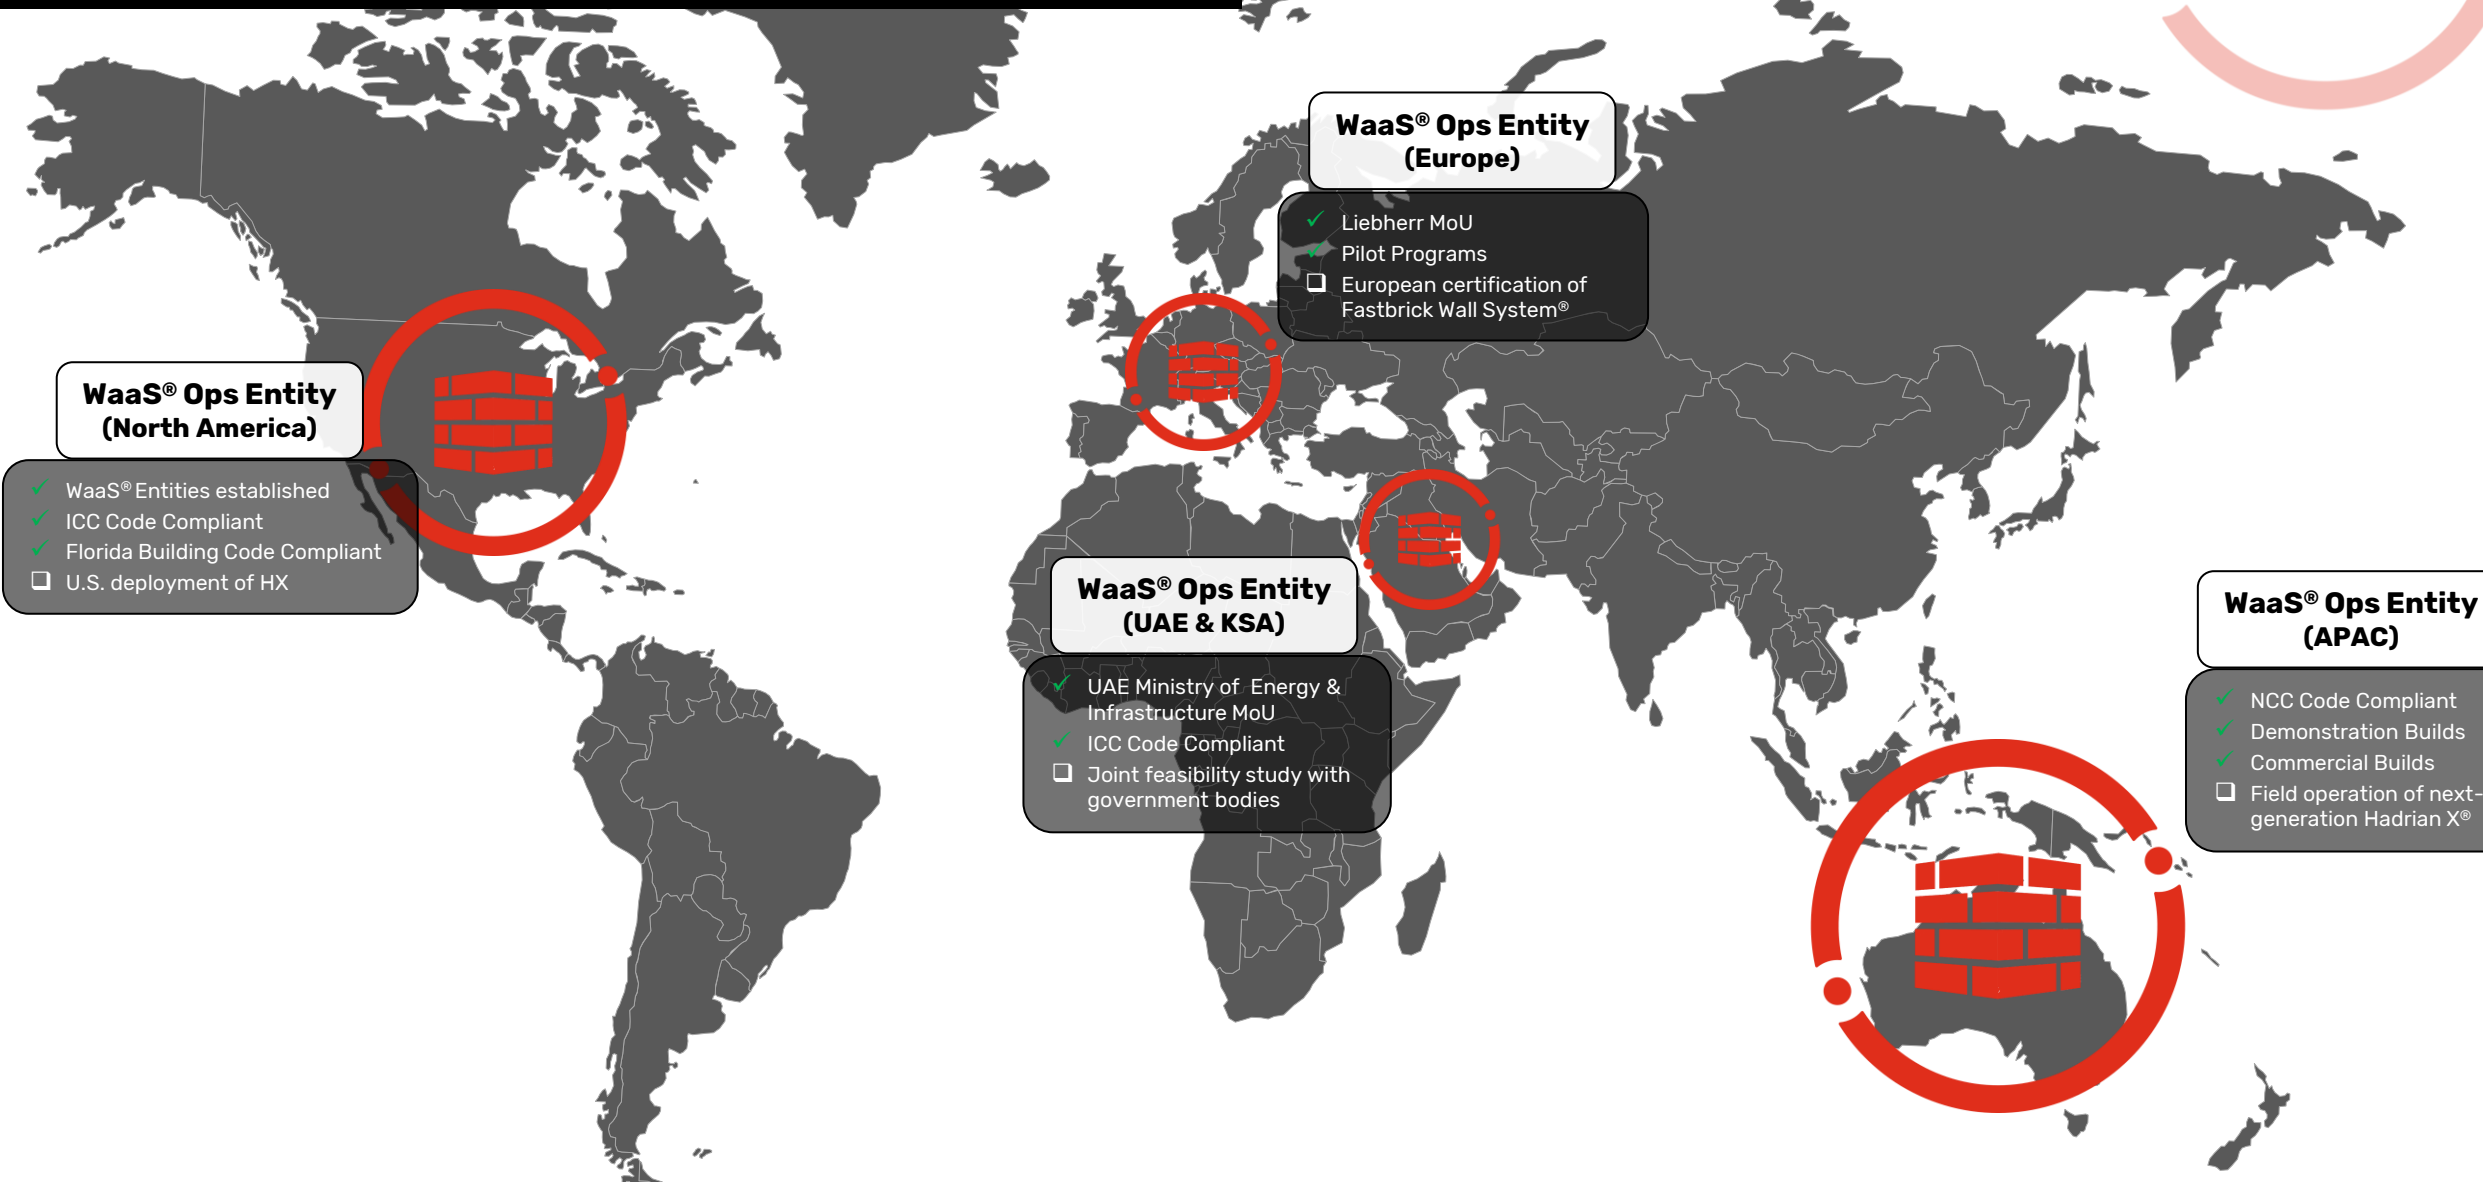 WaaS® Ops Entity
(Europe)
✓ Liebherr MoU
✓ Pilot Programs
❑ European certification of
Fastbrick Wall System®
WaaS® Ops Entity
(North America)
✓ WaaS® Entities established
✓ ICC Code Compliant
✓ Florida Building Code Compliant
❑ U.S. deployment of HX
WaaS® Ops Entity
(UAE & KSA)
✓ UAE Ministry of Energy &
Infrastructure MoU
✓ ICC Code Compliant
❑ Joint feasibility study with
government bodies
WaaS® Ops Entity
(APAC)
✓ NCC Code Compliant
✓ Demonstration Builds
✓ Commercial Builds
❑ Field operation of next-
generation Hadrian X®